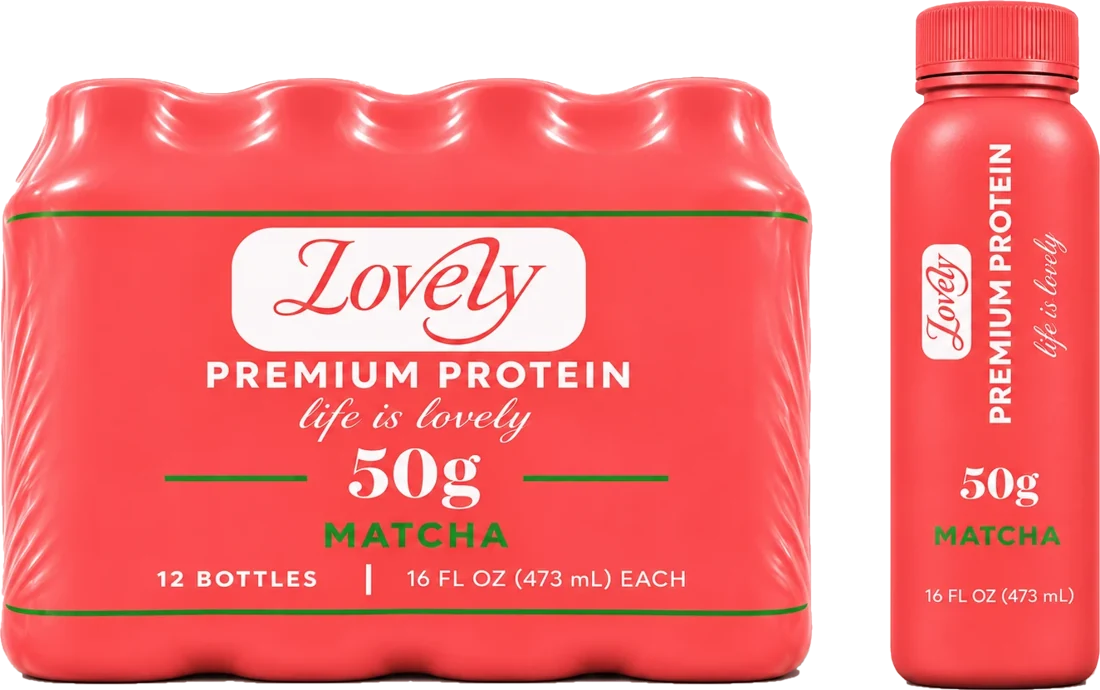 Lovely
PREMIUM PROTEIN
life is lovely
50g
MATCHA
12 BOTTLES | 16 FL OZ (473 mL) EACH
Lovely
PREMIUM PROTEIN
life is lovely
50g
MATCHA
16 FL OZ (473 mL)